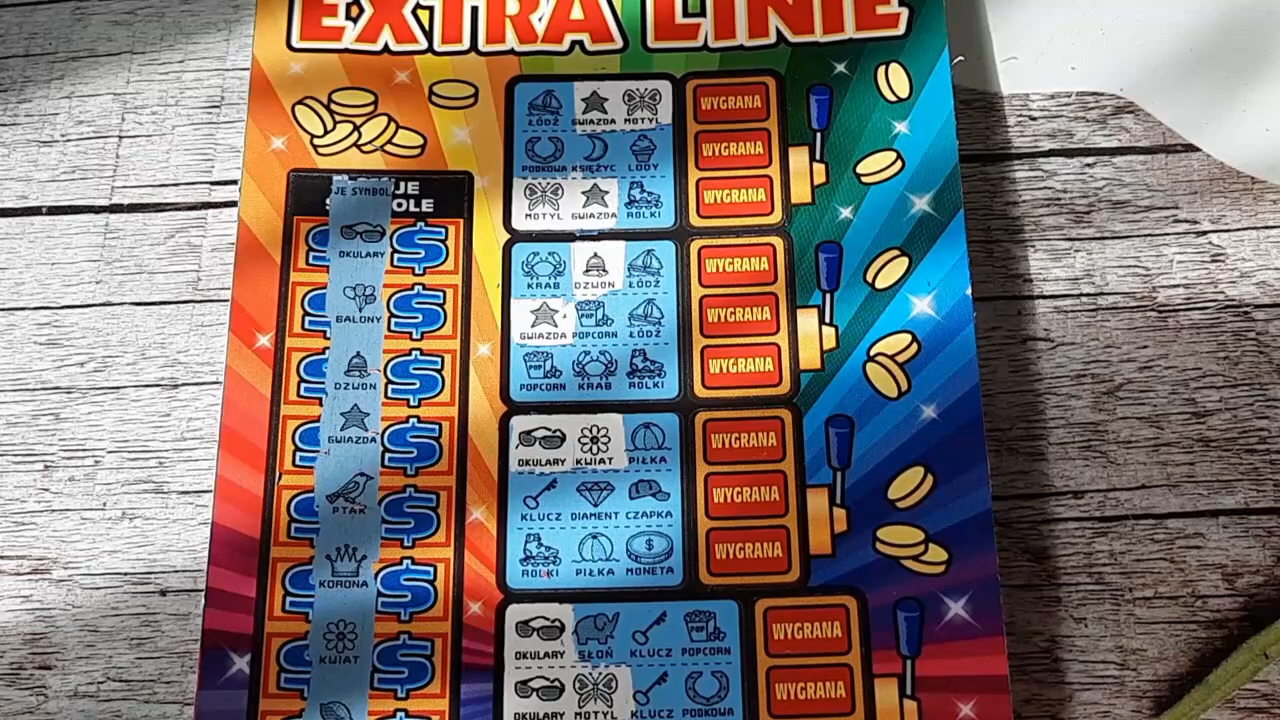 EXTRA LINIE
ŁÓDŹ GWIAZDA MOTYL WYGRANA
PODKOWA KSIĘŻYC LODY WYGRANA
MOTYL GWIAZDA ROLKI WYGRANA
JE SYMBOL
OKULARY
BALONY
DZWON
GWIAZDA
PTAK
KORONA
KWIAT
KRAB DZWON ŁÓDŹ WYGRANA
GWIAZDA POP POPCORN ŁÓDŹ WYGRANA
POP POPCORN KRAB ROLKI WYGRANA
OKULARY KWIAT PIŁKA WYGRANA
KLUCZ DIAMENT CZAPKA WYGRANA
ROLKI PIŁKA MONETA WYGRANA
OKULARY SŁOŃ KLUCZ POP POPCORN WYGRANA
OKULARY MOTYL KLUCZ PODKOWA WYGRANA